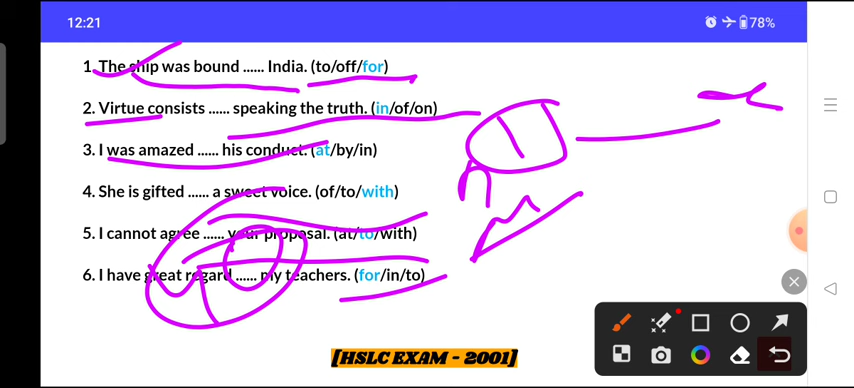 12:21
78%
1. The ship was bound ...... India. (to/off/for)
2. Virtue consists ...... speaking the truth. (in/of/on)
3. I was amazed ...... his conduct. (at/by/in)
4. She is gifted ...... a sweet voice. (of/to/with)
5. I cannot agree ...... your proposal. (at/to/with)
6. I have great regard ...... my teachers. (for/in/to)
[HSLC EXAM - 2001]